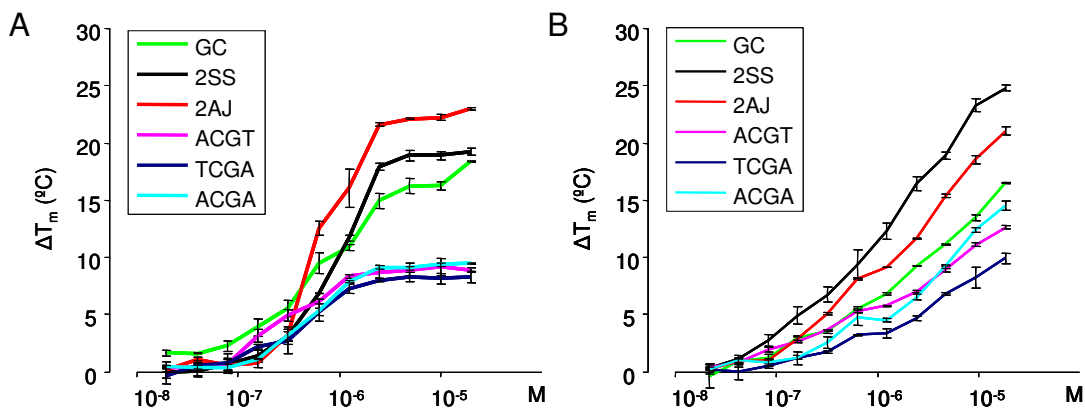 A
30
25
20
15
10
5
0
ΔTm (ºC)
GC
2SS
2AJ
ACGT
TCGA
ACGA
10-8
10-7
10-6
10-5
M
B
30
25
20
15
10
5
0
ΔTm (ºC)
GC
2SS
2AJ
ACGT
TCGA
ACGA
10-8
10-7
10-6
10-5
M